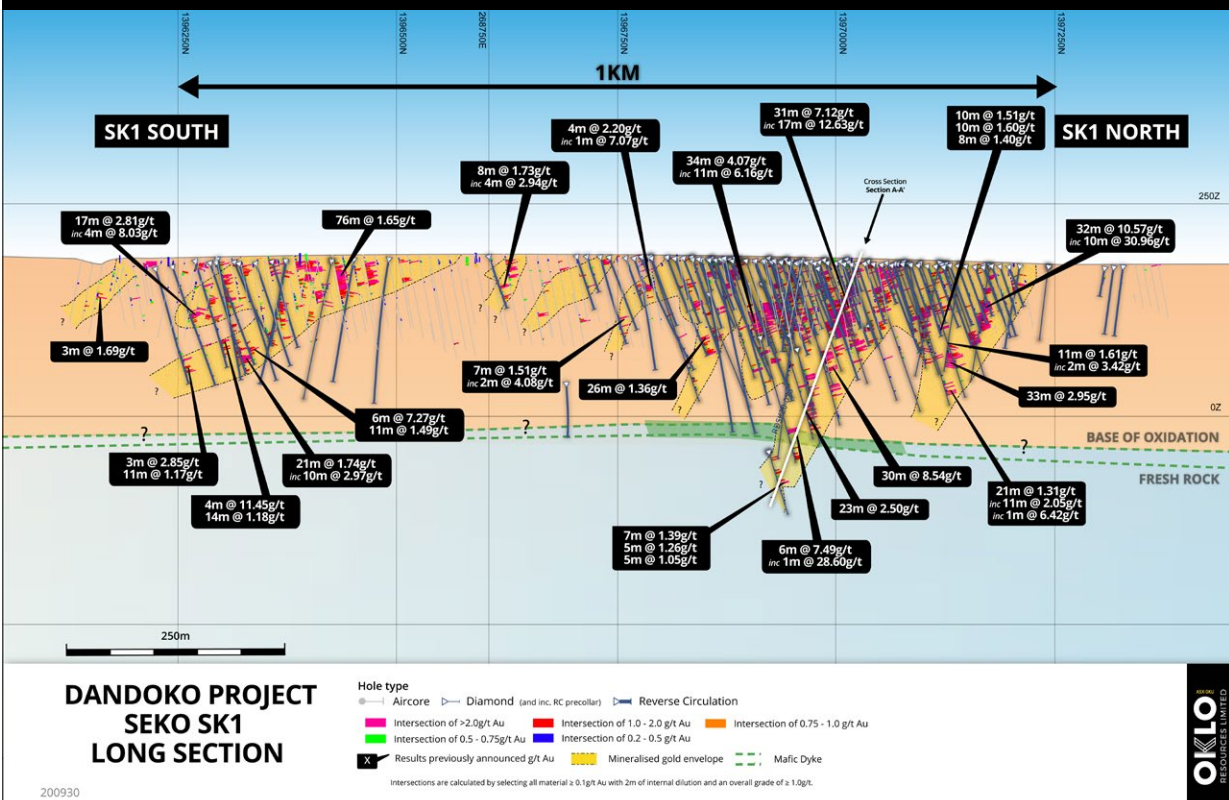 1396250N
1396500N
268750E
1396750N
1397000N
1397250N
1KM
SK1 SOUTH
SK1 NORTH
31m @ 7.12g/t
inc 17m @ 12.63g/t
10m @ 1.51g/t
10m @ 1.60g/t
8m @ 1.40g/t
4m @ 2.20g/t
inc 1m @ 7.07g/t
34m @ 4.07g/t
inc 11m @ 6.16g/t
8m @ 1.73g/t
inc 4m @ 2.94g/t
Cross Section
Section A-A'
250Z
17m @ 2.81g/t
inc 4m @ 8.03g/t
76m @ 1.65g/t
32m @ 10.57g/t
inc 10m @ 30.96g/t
?
?
?
?
3m @ 1.69g/t
7m @ 1.51g/t
inc 2m @ 4.08g/t
26m @ 1.36g/t
11m @ 1.61g/t
inc 2m @ 3.42g/t
33m @ 2.95g/t
?
?
?
0Z
6m @ 7.27g/t
11m @ 1.49g/t
?
?
?
BASE OF OXIDATION
FRESH ROCK
3m @ 2.85g/t
11m @ 1.17g/t
21m @ 1.74g/t
inc 10m @ 2.97g/t
30m @ 8.54g/t
?
4m @ 11.45g/t
14m @ 1.18g/t
23m @ 2.50g/t
21m @ 1.31g/t
inc 11m @ 2.05g/t
inc 1m @ 6.42g/t
7m @ 1.39g/t
5m @ 1.26g/t
5m @ 1.05g/t
6m @ 7.49g/t
inc 1m @ 28.60g/t
250m
DANDOKO PROJECT
SEKO SK1
LONG SECTION
200930
Hole type
Aircore
Diamond (and inc. RC precollar)
Reverse Circulation
Intersection of >2.0g/t Au
Intersection of 1.0 - 2.0 g/t Au
Intersection of 0.75 - 1.0 g/t Au
Intersection of 0.5 - 0.75g/t Au
Intersection of 0.2 - 0.5 g/t Au
X
Results previously announced g/t Au
Mineralised gold envelope
Mafic Dyke
Intersections are calculated by selecting all material ≥ 0.1g/t Au with 2m of internal dilution and an overall grade of ≥ 1.0g/t.
OKLO
RESOURCES LIMITED